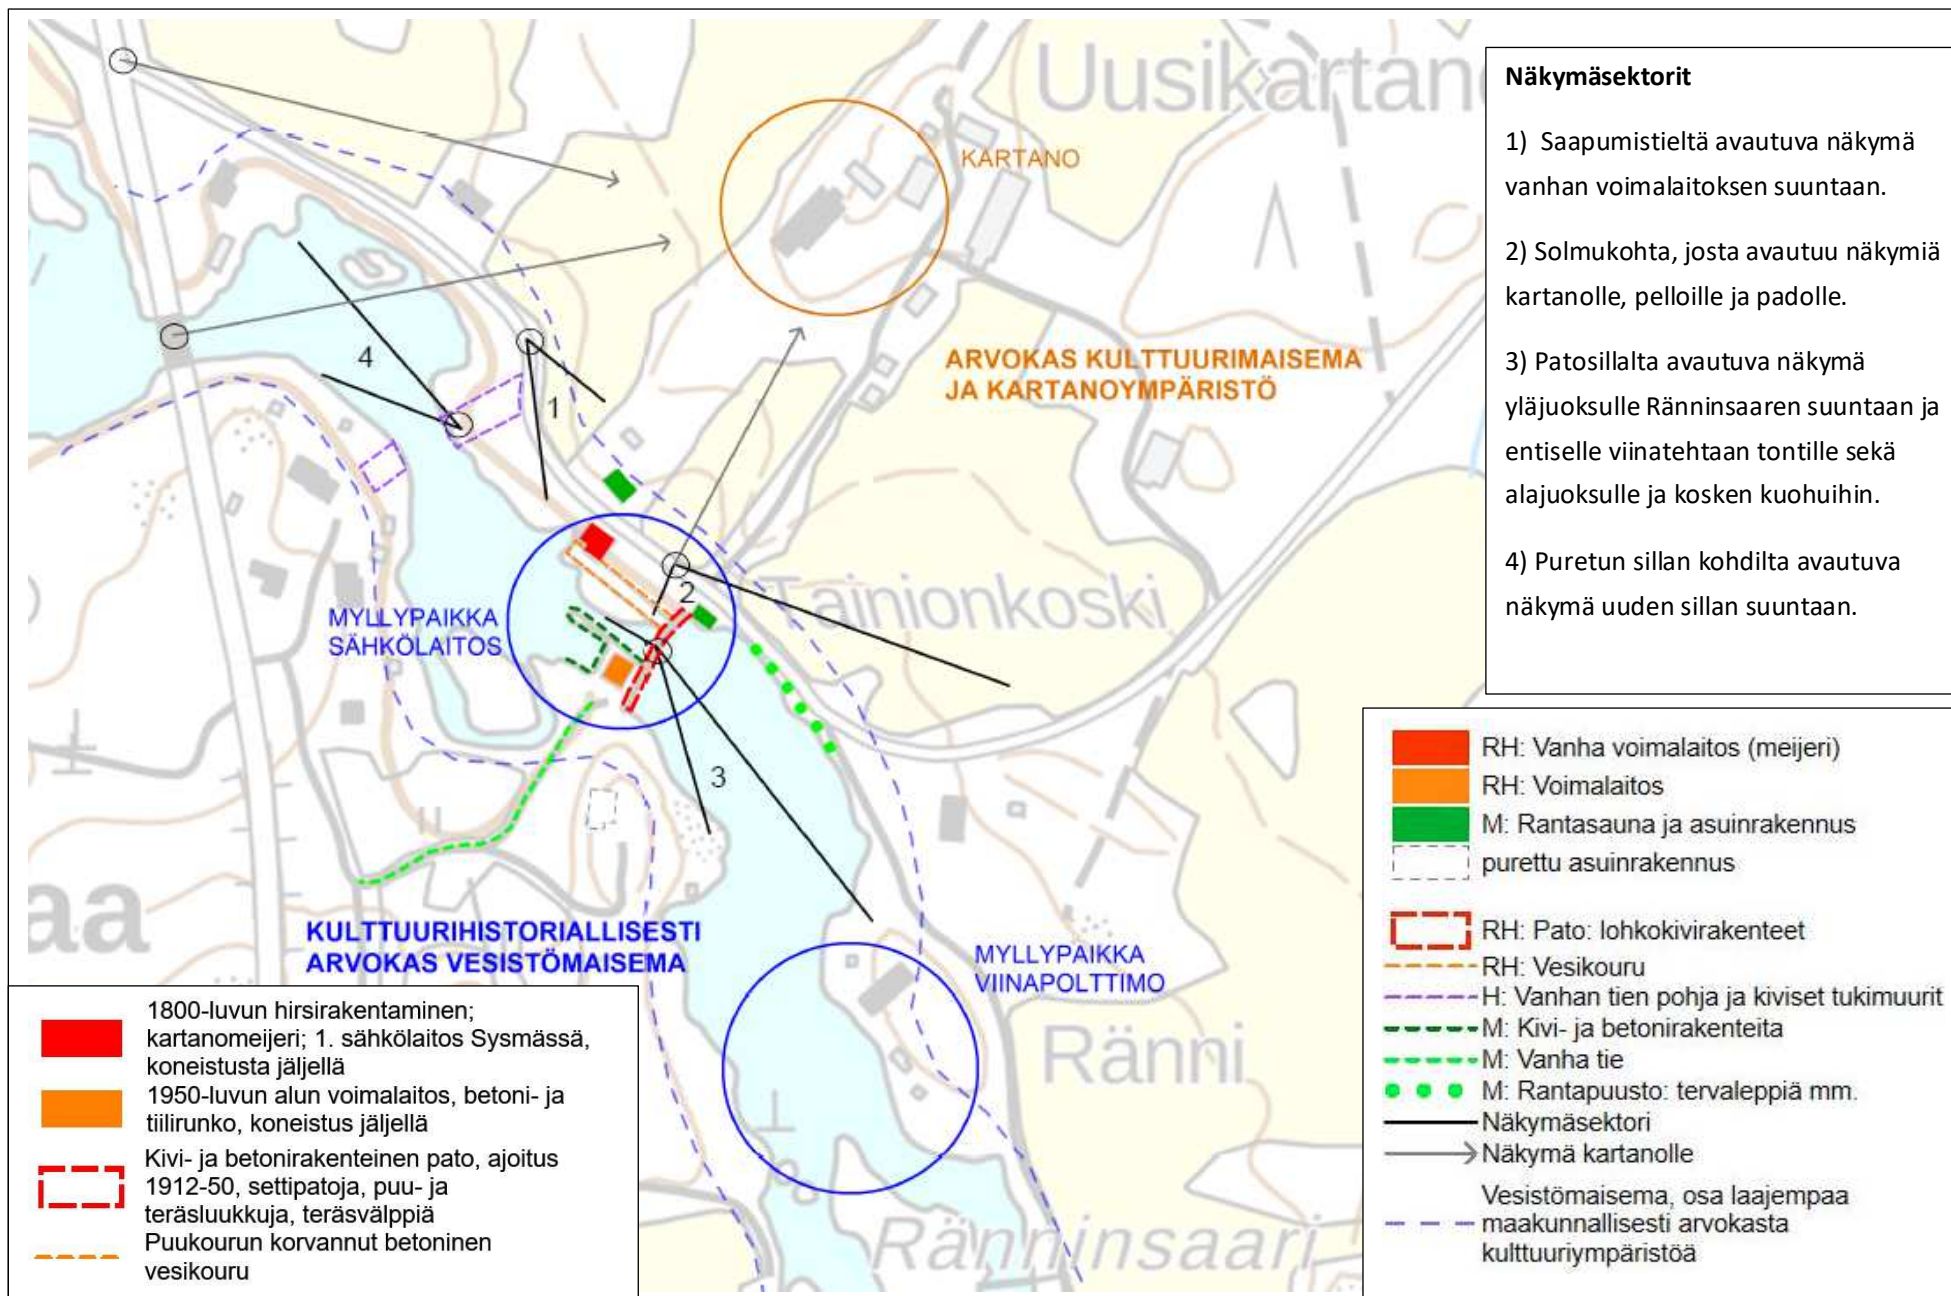 Uusikartano
KARTANO
ARVOKAS KULTTUURIMAISEMA
JA KARTANOYMPÄRISTÖ
4
1
2
Tainionkoski
MYLLYPAIKKA
SÄHKÖLAITOS
3
aa
KULTTUURIHISTORIALLISESTI
ARVOKAS VESISTÖMAISEMA
MYLLYPAIKKA
VIINAPOLTTIMO
Ränni
Ränninsaari
Näkymäsektorit
1) Saapumistieltä avautuva näkymä
vanhan voimalaitoksen suuntaan.
2) Solmukohta, josta avautuu näkymiä
kartanolle, pelloille ja padolle.
3) Patosillalta avautuva näkymä
yläjuoksulle Ränninsaaren suuntaan ja
entiselle viinatehtaan tontille sekä
alajuoksulle ja kosken kuohuihin.
4) Puretun sillan kohdilta avautuva
näkymä uuden sillan suuntaan.
RH: Vanha voimalaitos (meijeri)
RH: Voimalaitos
M: Rantasauna ja asuinrakennus
purettu asuinrakennus
RH: Pato: lohkokivirakenteet
RH: Vesikouru
H: Vanhan tien pohja ja kiviset tukimuurit
M: Kivi- ja betonirakenteita
M: Vanha tie
M: Rantapuusto: tervaleppiä mm.
Näkymäsektori
Näkymä kartanolle
Vesistömaisema, osa laajempaa
maakunnallisesti arvokasta
kulttuuriympäristöä
1800-luvun hirsirakentaminen;
kartanomeijeri; 1. sähkölaitos Sysmässä,
koneistusta jäljellä
1950-luvun alun voimalaitos, betoni- ja
tiilirunko, koneistus jäljellä
Kivi- ja betonirakenteinen pato, ajoitus
1912-50, settipatoja, puu- ja
teräsluukkuja, teräsvälppiä
Puukourun korvannut betoninen
vesikouru